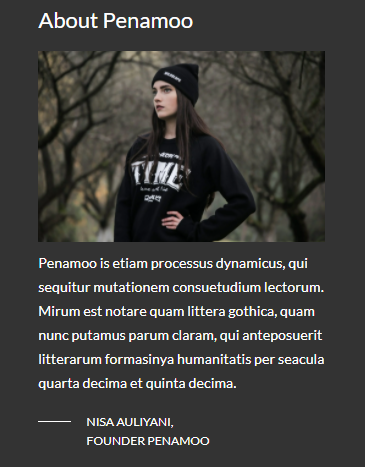 About Penamoo
TIME
Penamoo is etiam processus dynamicus, qui
sequitur mutationem consuetudium lectorum.
Mirum est notare quam littera gothica, quam
nunc putamus parum claram, qui anteposuerit
litterarum formasinya humanitatis per seacula
quarta decima et quinta decima.
NISA AULIYANI,
FOUNDER PENAMOO